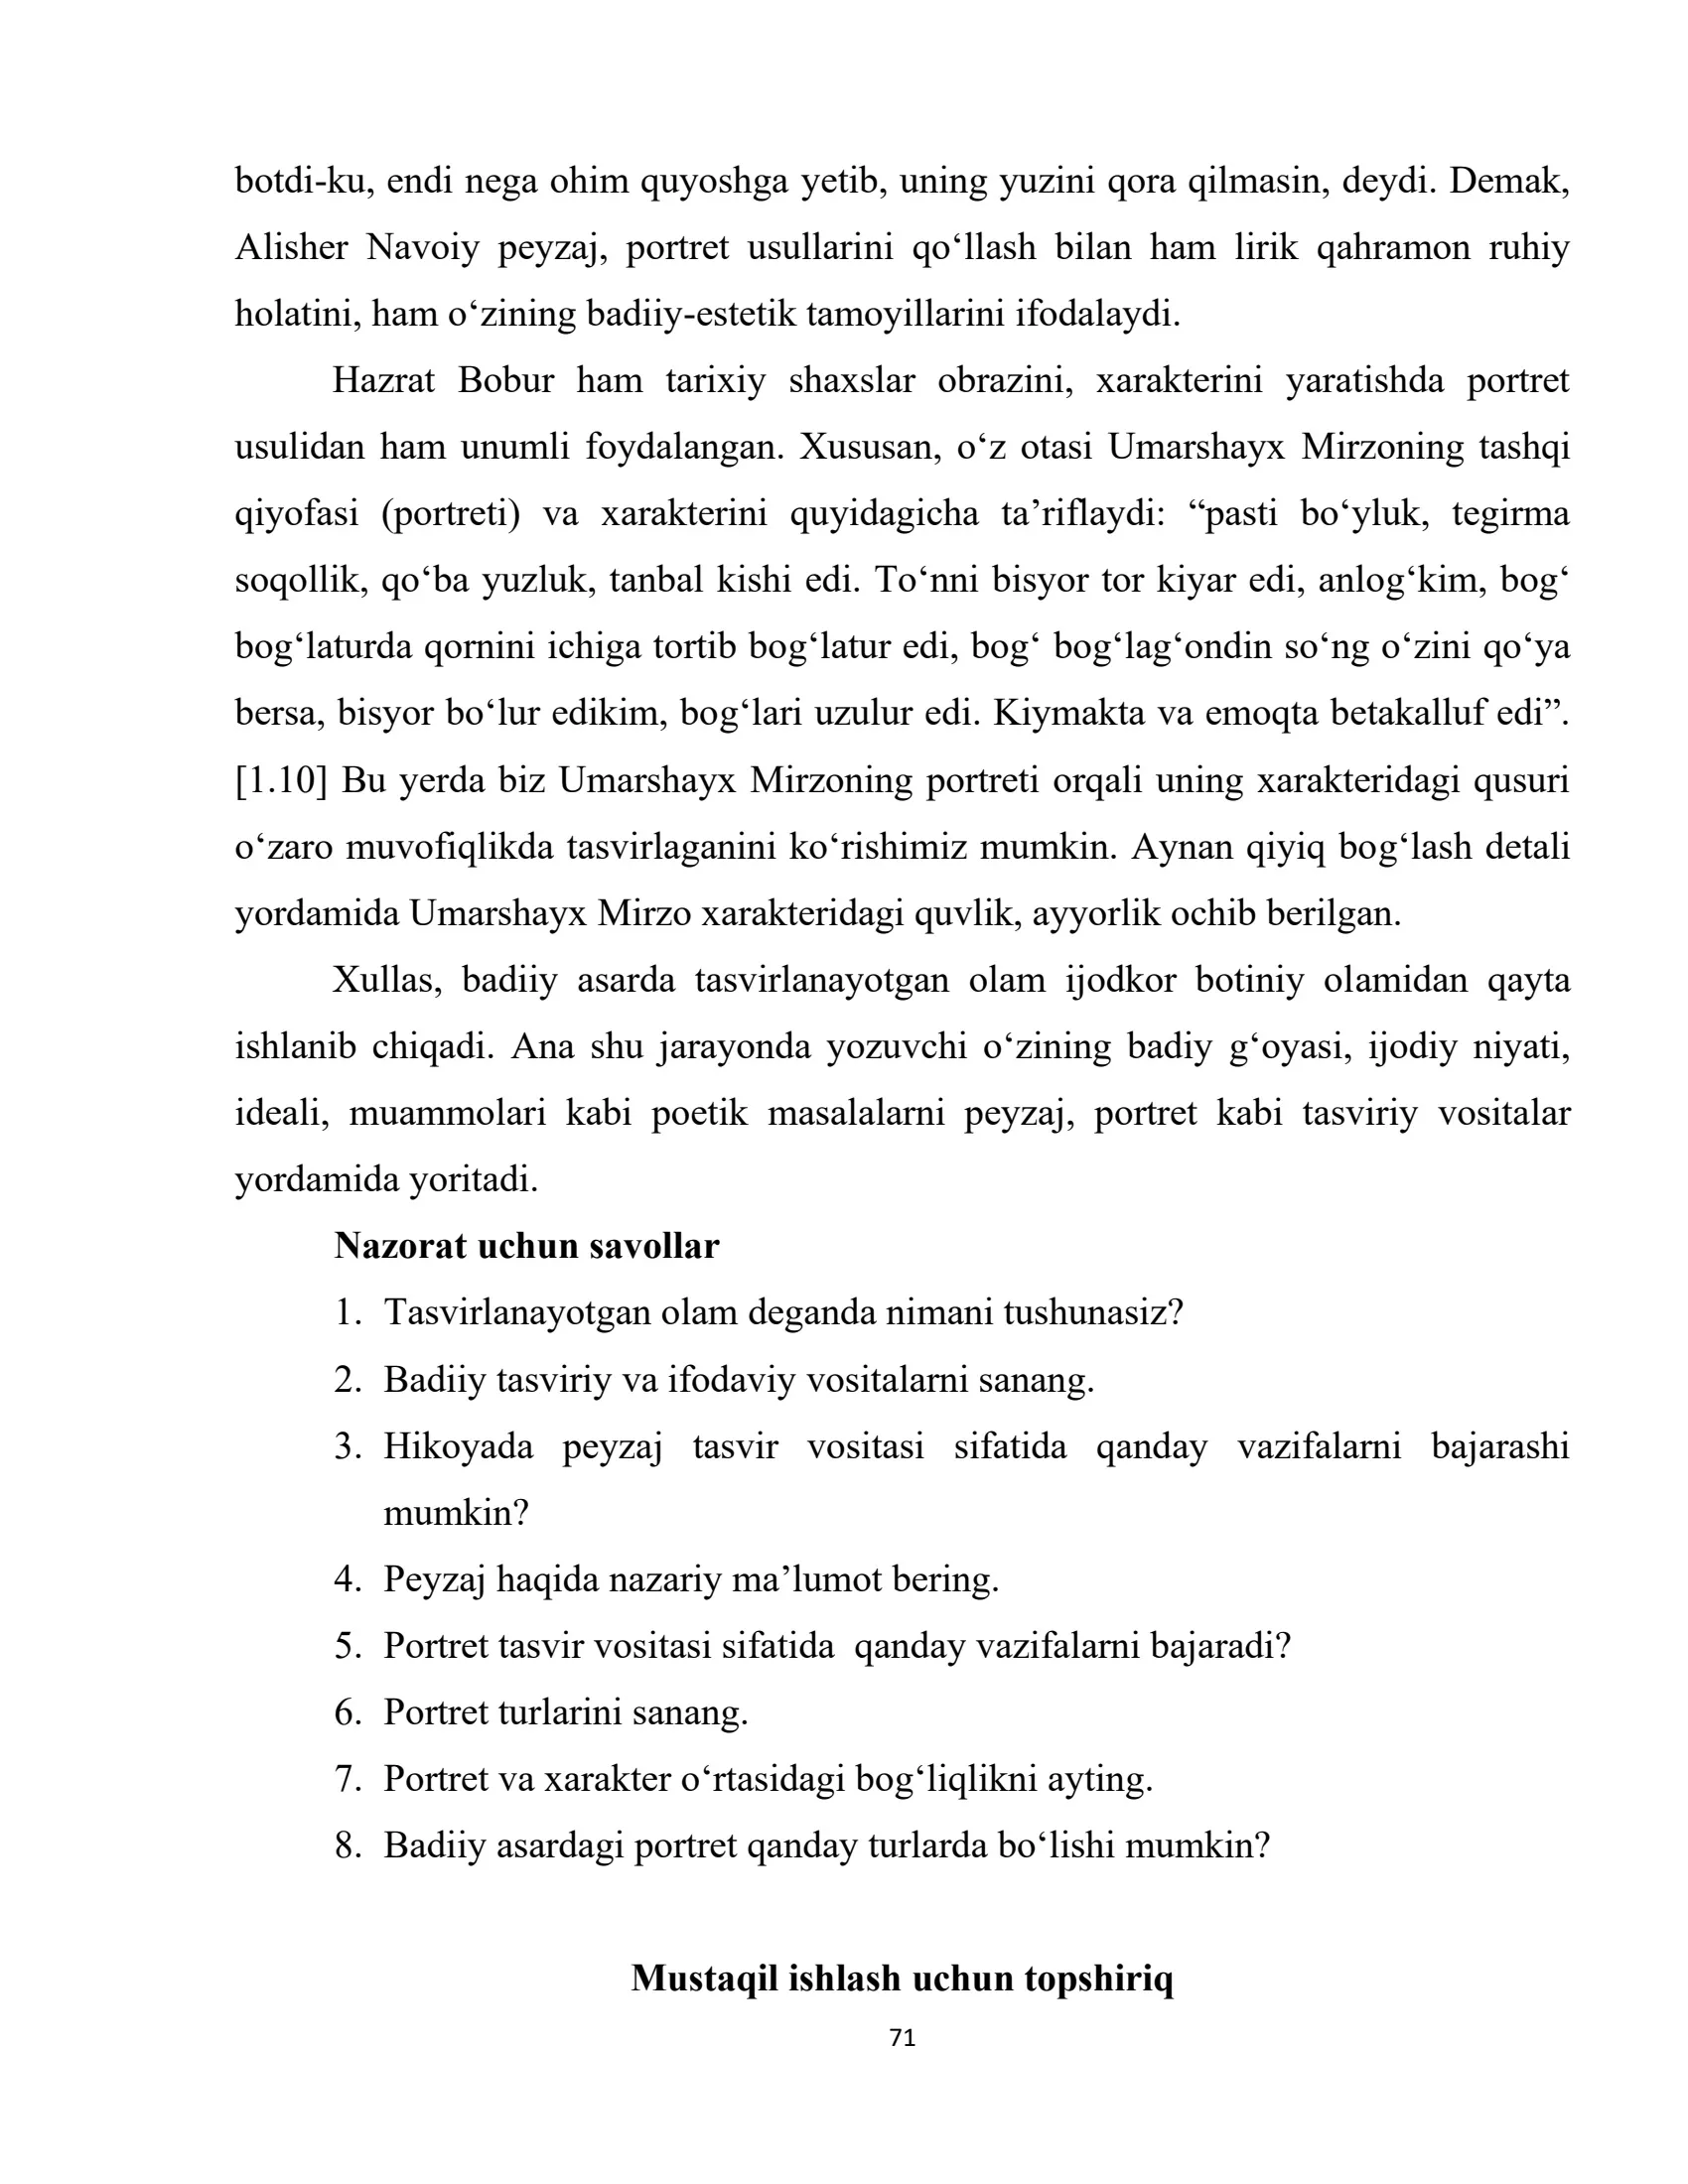 botdi-ku, endi nega ohim quyoshga yetib, uning yuzini qora qilmasin, deydi. Demak,
Alisher Navoiy peyzaj, portret usullarini qo‘llash bilan ham lirik qahramon ruhiy
holatini, ham o‘zining badiiy-estetik tamoyillarini ifodalaydi.
Hazrat Bobur ham tarixiy shaxslar obrazini, xarakterini yaratishda portret
usulidan ham unumli foydalangan. Xususan, o‘z otasi Umarshayx Mirzoning tashqi
qiyofasi (portreti) va xarakterini quyidagicha ta’riflaydi: “pasti bo‘yluk, tegirma
soqollik, qo‘ba yuzluk, tanbal kishi edi. To‘nni bisyor tor kiyar edi, anlog‘kim, bog‘
bog‘laturda qornini ichiga tortib bog‘latur edi, bog‘ bog‘lag‘ondin so‘ng o‘zini qo‘ya
bersa, bisyor bo‘lur edikim, bog‘lari uzulur edi. Kiymakta va emoqta betakalluf edi”.
[1.10] Bu yerda biz Umarshayx Mirzoning portreti orqali uning xarakteridagi qusuri
o‘zaro muvofiqlikda tasvirlaganini ko‘rishimiz mumkin. Aynan qiyiq bog‘lash detali
yordamida Umarshayx Mirzo xarakteridagi quvlik, ayyorlik ochib berilgan.
Xullas, badiiy asarda tasvirlanayotgan olam ijodkor botiniy olamidan qayta
ishlanib chiqadi. Ana shu jarayonda yozuvchi o‘zining badiy g‘oyasi, ijodiy niyati,
ideali, muammolari kabi poetik masalalarni peyzaj, portret kabi tasviriy vositalar
yordamida yoritadi.
Nazorat uchun savollar
1. Tasvirlanayotgan olam deganda nimani tushunasiz?
2. Badiiy tasviriy va ifodaviy vositalarni sanang.
3. Hikoyada peyzaj tasvir vositasi sifatida qanday vazifalarni bajarashi
mumkin?
4. Peyzaj haqida nazariy ma’lumot bering.
5. Portret tasvir vositasi sifatida  qanday vazifalarni bajaradi?
6. Portret turlarini sanang.
7. Portret va xarakter o‘rtasidagi bog‘liqlikni ayting.
8. Badiiy asardagi portret qanday turlarda bo‘lishi mumkin?
Mustaqil ishlash uchun topshiriq
71